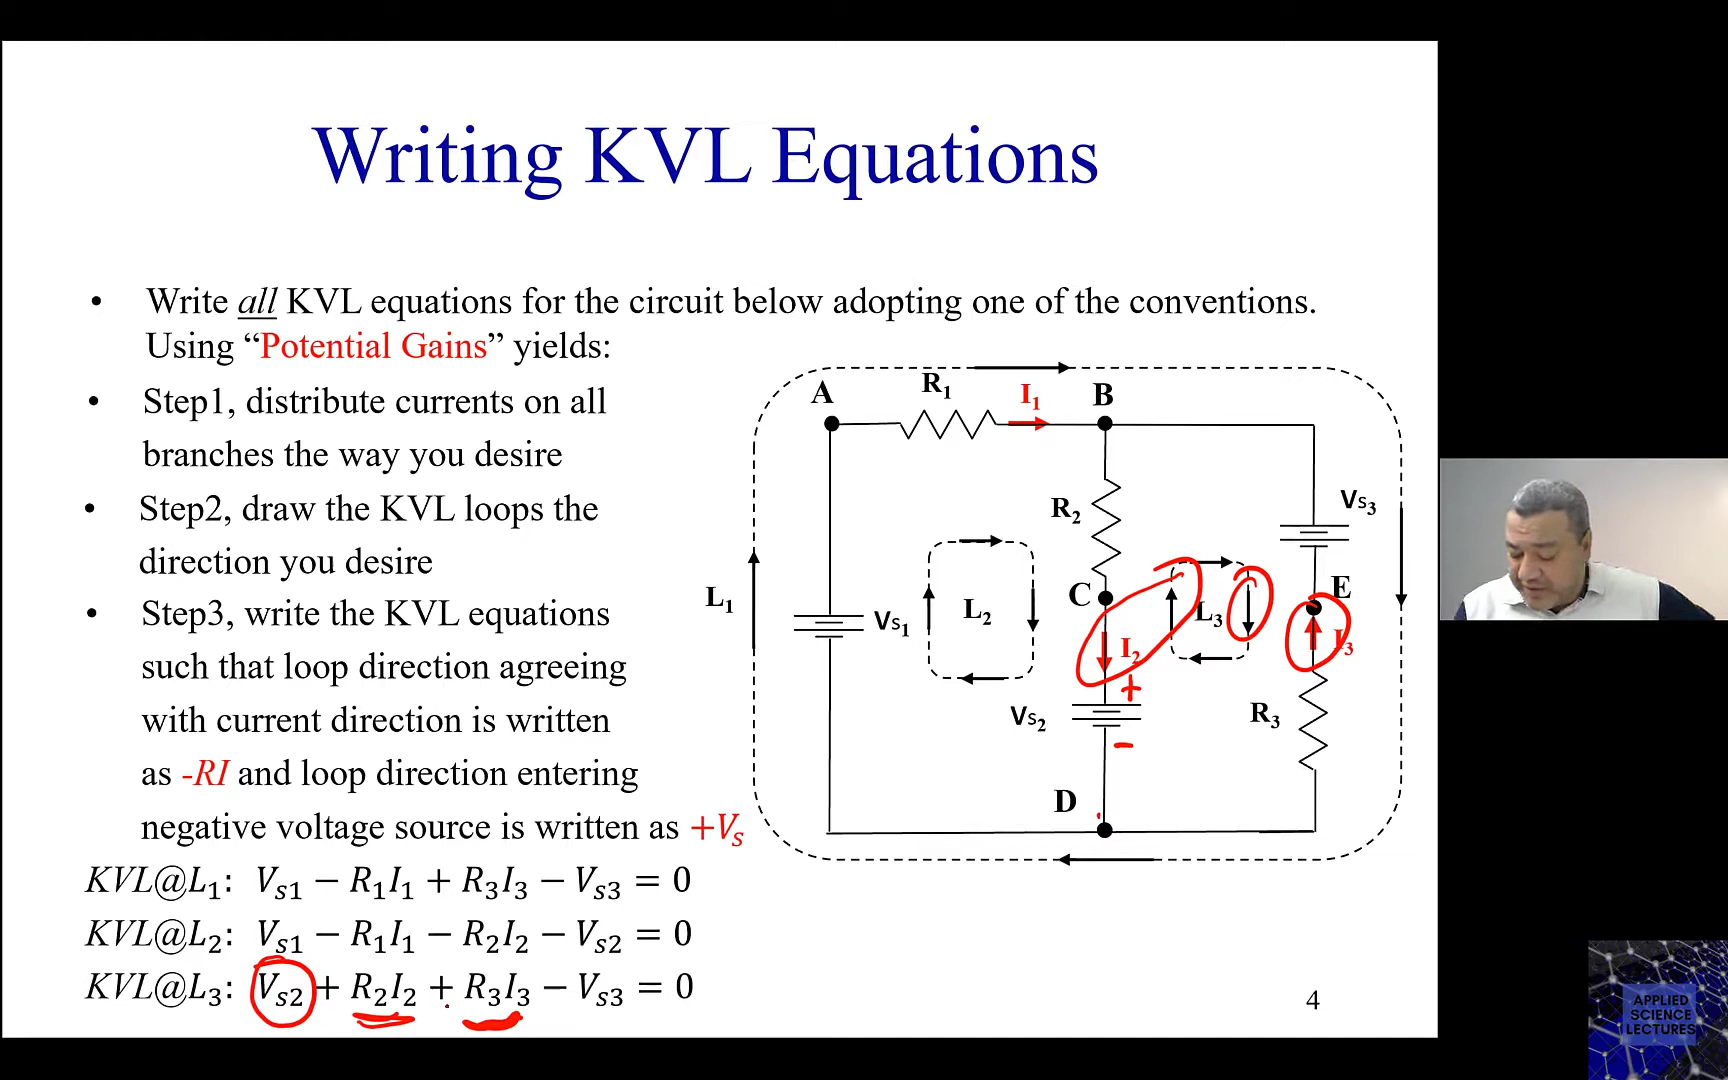 Writing KVL Equations
• Write all KVL equations for the circuit below adopting one of the conventions.
Using “Potential Gains” yields:
• Step1, distribute currents on all
branches the way you desire
• Step2, draw the KVL loops the
direction you desire
• Step3, write the KVL equations
such that loop direction agreeing
with current direction is written
as -RI and loop direction entering
negative voltage source is written as +Vs
KVL@L₁: Vs1 − R₁I₁ + R₃I₃ − Vs3 = 0
KVL@L₂: Vs1 − R₁I₁ − R₂I₂ − Vs2 = 0
KVL@L₃: Vs2 + R₂I₂ + R₃I₃ − Vs3 = 0
A R₁ I₁ B
R₂ Vs₃
C E
L₁ Vs₁ L₂ L₃
I₂ I₃
+
Vs₂ R₃
-
D
4
APPLIED
SCIENCE
LECTURES